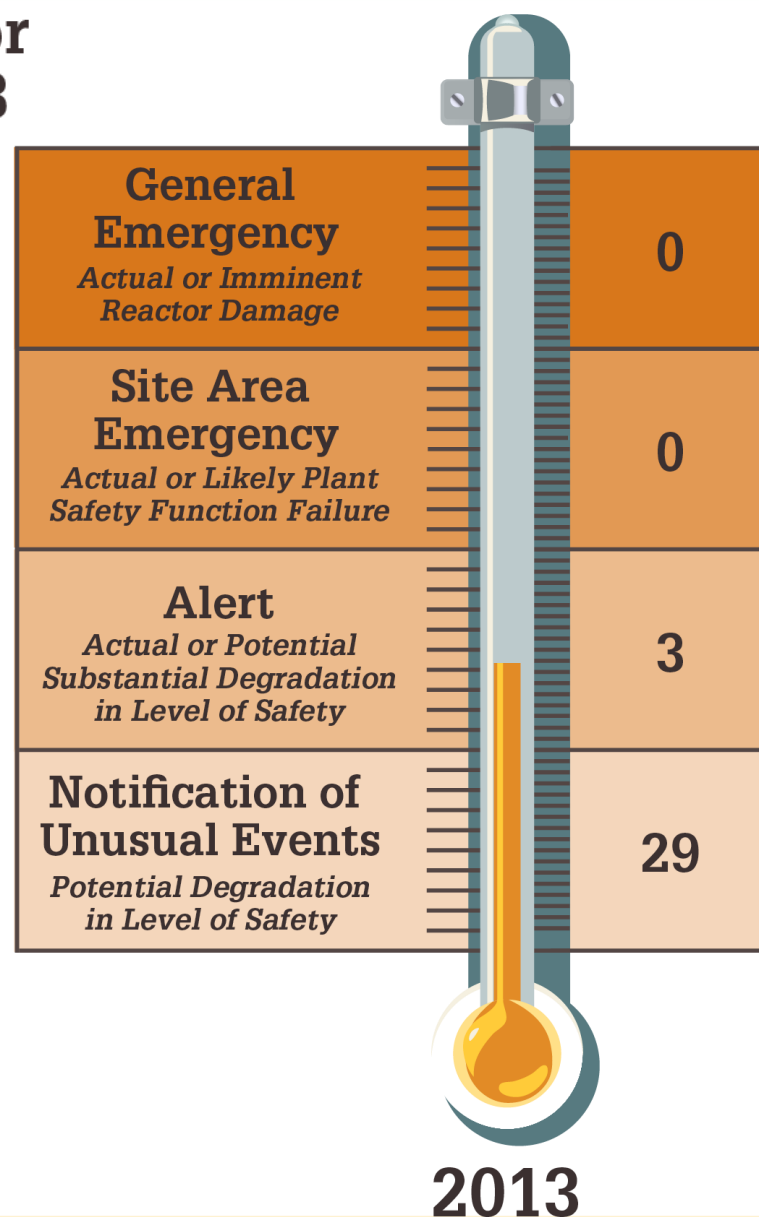 General
Emergency
Actual or Imminent
Reactor Damage
0
Site Area
Emergency
Actual or Likely Plant
Safety Function Failure
0
Alert
Actual or Potential
Substantial Degradation
in Level of Safety
3
Notification of
Unusual Events
Potential Degradation
in Level of Safety
29
2013